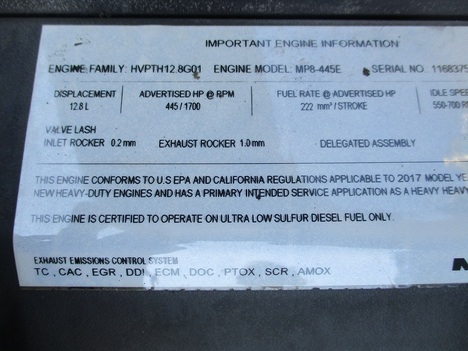 IMPORTANT ENGINE INFORMATION
ENGINE FAMILY: HVPTH12.8G01 ENGINE MODEL: MP8-445E SERIAL NO. 1168375
DISPLACEMENT ADVERTISED HP @ RPM FUEL RATE @ ADVERTISED HP IDLE SPE
12.8 L 445 / 1700 222 mm³ / STROKE 550-700 R
VALVE LASH
INLET ROCKER 0.2 mm EXHAUST ROCKER 1.0 mm DELEGATED ASSEMBLY
THIS ENGINE CONFORMS TO U.S EPA AND CALIFORNIA REGULATIONS APPLICABLE TO 2017 MODEL YE
NEW HEAVY-DUTY ENGINES AND HAS A PRIMARY INTENDED SERVICE APPLICATION AS A HEAVY HEAVY
THIS ENGINE IS CERTIFIED TO OPERATE ON ULTRA LOW SULFUR DIESEL FUEL ONLY.
EXHAUST EMISSIONS CONTROL SYSTEM
TC , CAC , EGR , DDI , ECM , DOC , PTOX , SCR , AMOX